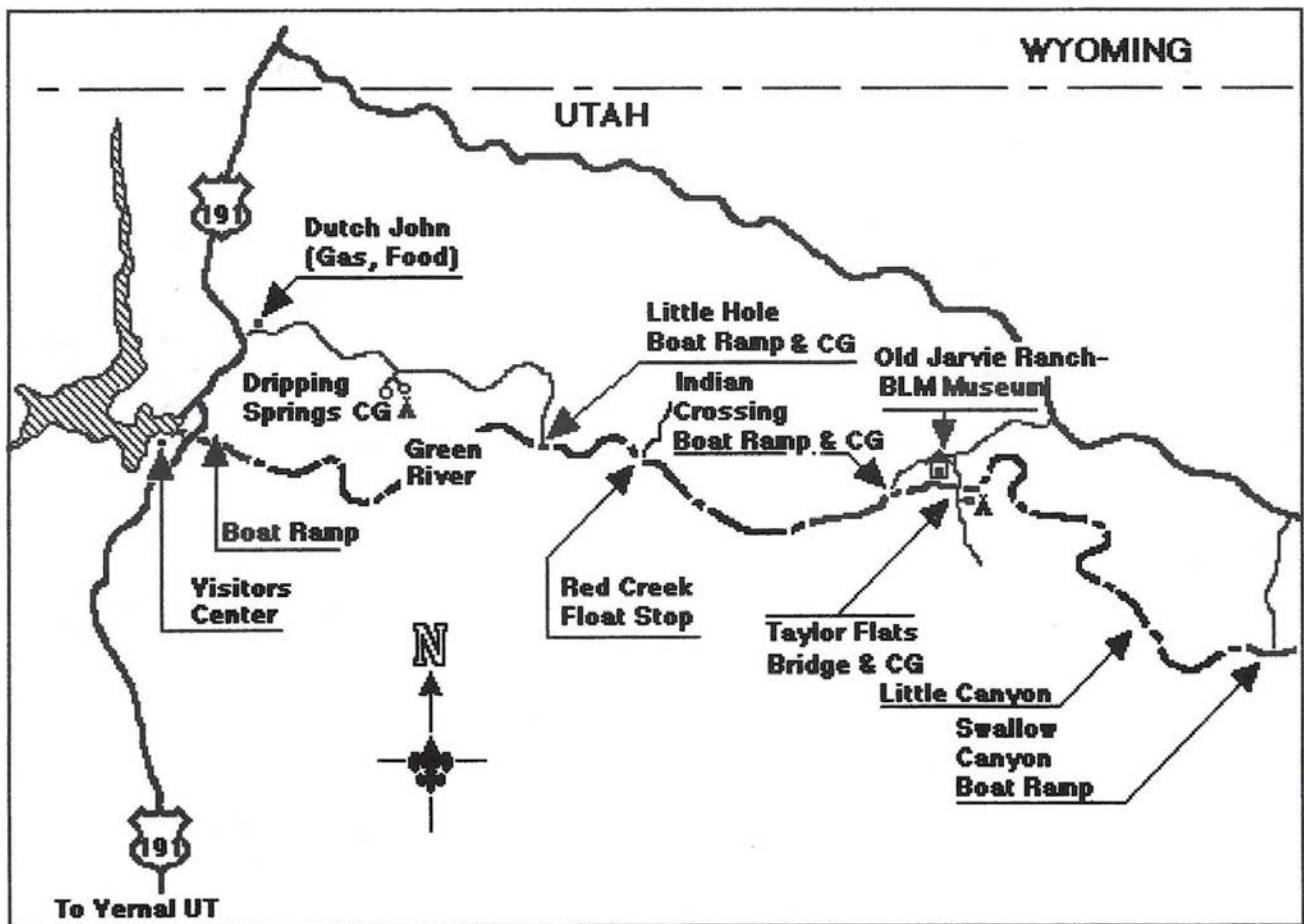 WYOMING
UTAH
191
Dutch John
(Gas, Food)
Little Hole
Boat Ramp & CG
Old Jarvie Ranch-
BLM Museum
Dripping
Springs CG
Indian
Crossing
Boat Ramp & CG
Green
River
Boat Ramp
Visitors
Center
Red Creek
Float Stop
Taylor Flats
Bridge & CG
Little Canyon
Swallow
Canyon
Boat Ramp
N
191
To Vernal UT